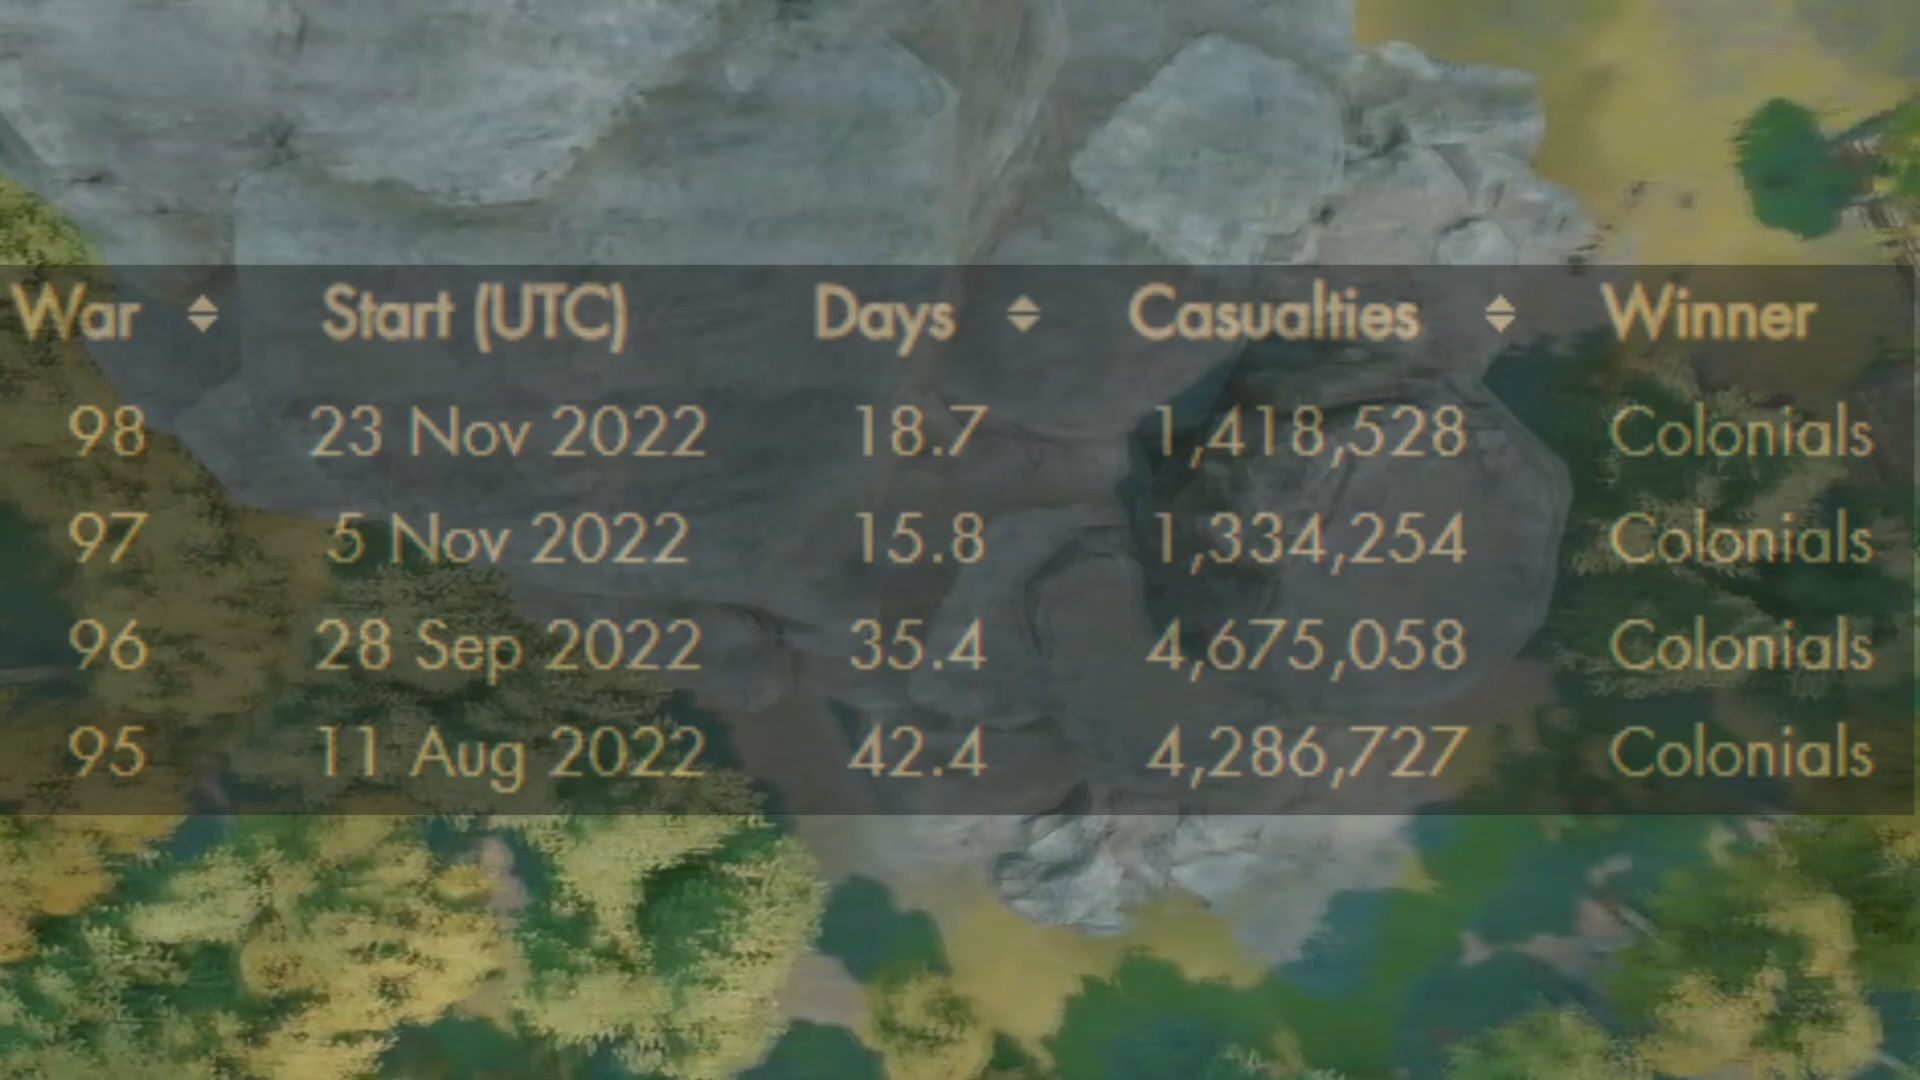 War Start (UTC) Days Casualties Winner
98 23 Nov 2022 18.7 1,418,528 Colonials
97 5 Nov 2022 15.8 1,334,254 Colonials
96 28 Sep 2022 35.4 4,675,058 Colonials
95 11 Aug 2022 42.4 4,286,727 Colonials